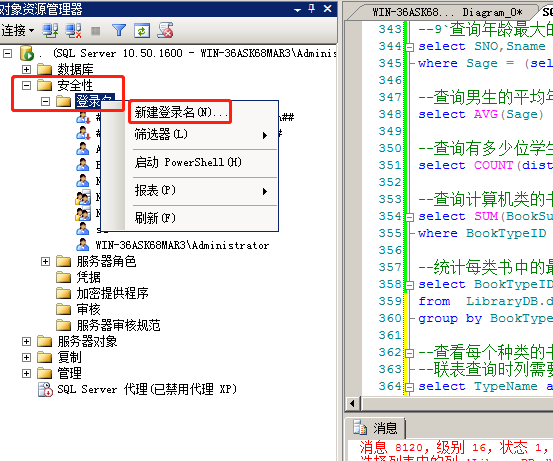 对象资源管理器
连接
. (SQL Server 10.50.1600 - WIN-36ASK68MAR3\Administr
数据库
安全性
登录名
新建登录名(N)...
筛选器(L)
启动 PowerShell(H)
报表(P)
刷新(F)
WIN-36ASK68MAR3\Administrator
服务器角色
凭据
加密提供程序
审核
服务器审核规范
服务器对象
复制
管理
SQL Server 代理(已禁用代理 XP)
WIN-36ASK68... Diagram_0*
SQ
343 --9`查询年龄最大的
344 select SNO,Sname
345 where Sage = (sel
346
347 --查询男生的平均年
348 select AVG(Sage)
349
350 --查询有多少位学生
351 select COUNT(dist
352
353 --查询计算机类的书
354 select SUM(BookSu
355 where BookTypeID
356
357 --统计每类书中的最
358 select BookTypeID
359 from LibraryDB.d
360 group by BookType
361
362 --查看每个种类的书
363 --联表查询时列需要
364 select TypeName a
消息
消息 8120，级别 16，状态 1，